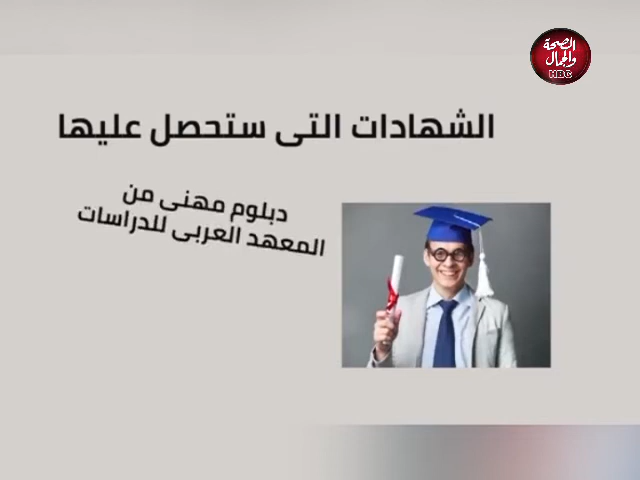 الصحة
والجمال
HBC
الشهادات التى ستحصل عليها
دبلوم مهنى من
المعهد العربى للدراسات